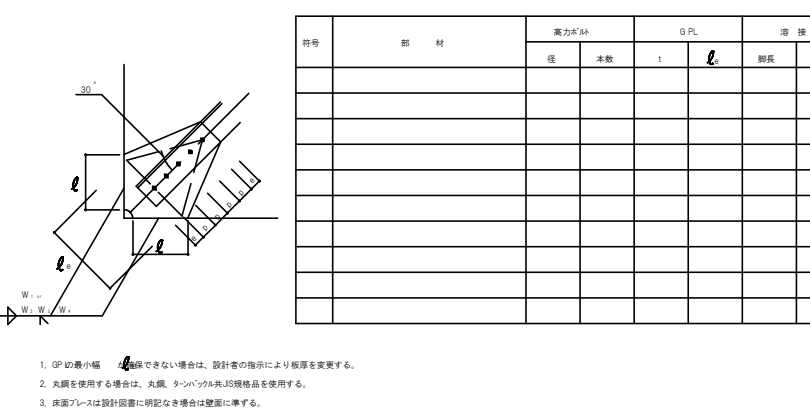 符号 部材 高力ボルト GPL 溶接
径 本数 t ℓe 脚長
30°
ℓ
ℓ
ℓe
e P P P P e
W1 or
W2 W3 W4
1. GPLの最小幅 ℓeが確保できない場合は、設計者の指示により板厚を変更する。
2. 丸鋼を使用する場合は、丸鋼、ターンバックル共JIS規格品を使用する。
3. 床面ブレースは設計図書に明記なき場合は壁面に準ずる。